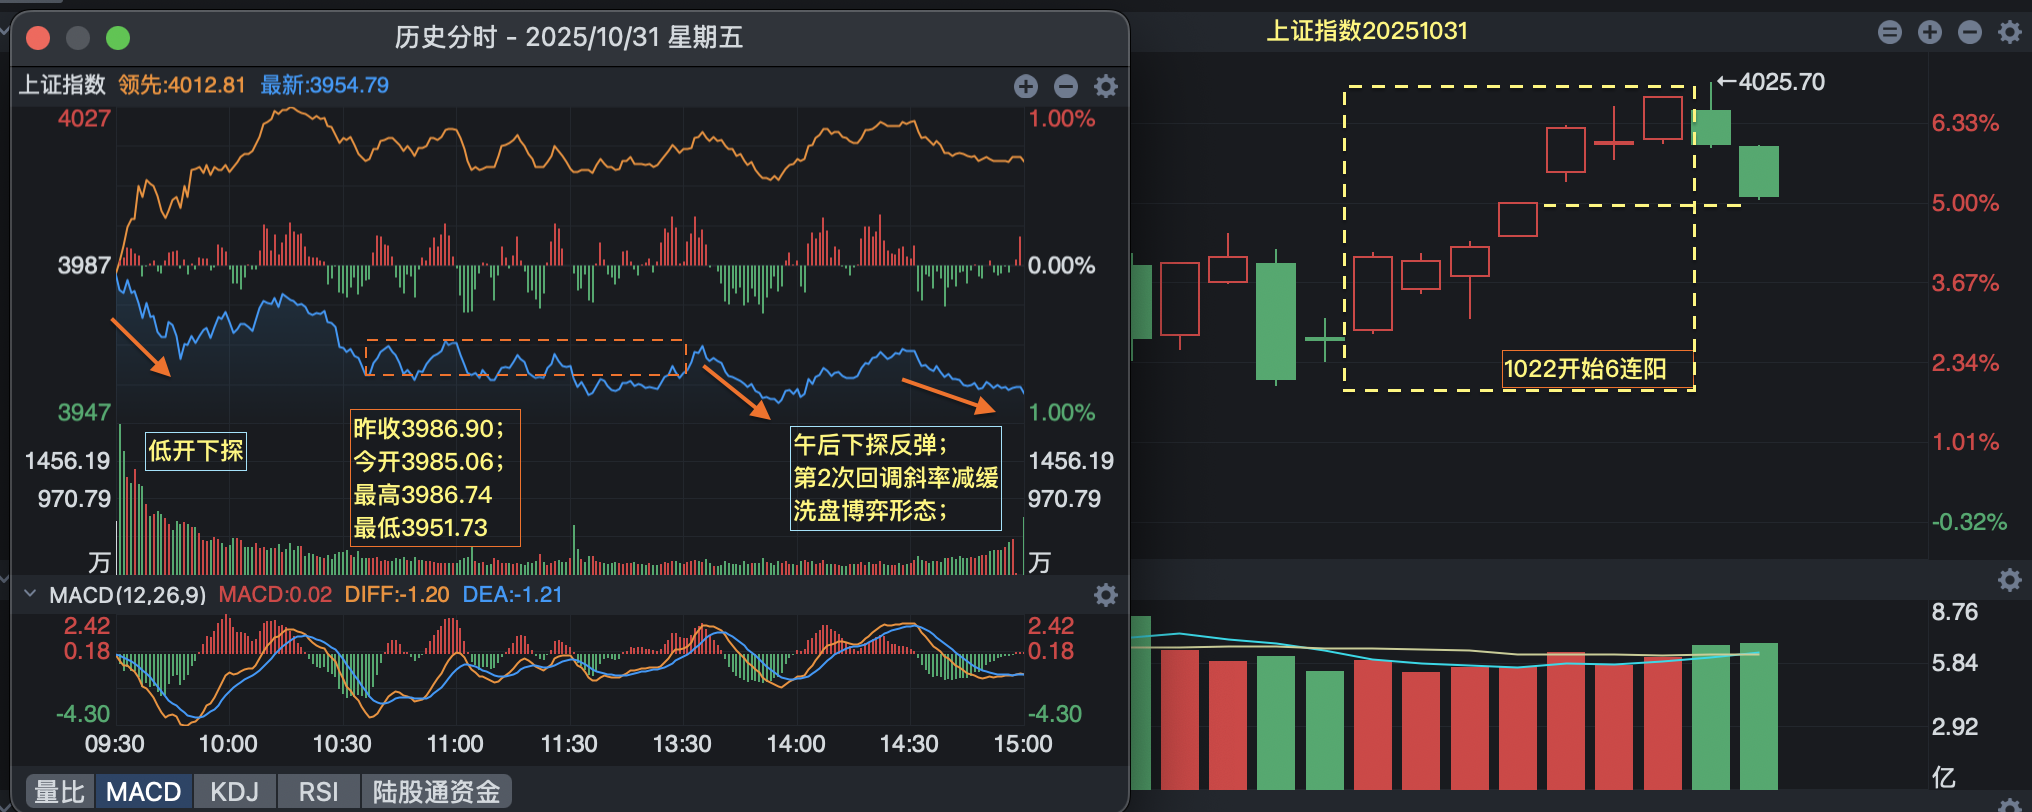 历史分时 - 2025/10/31 星期五
上证指数 领先:4012.81 最新:3954.79
4027
1.00%
3987
0.00%
3947
1.00%
低开下探
昨收3986.90；
今开3985.06；
最高3986.74
最低3951.73
午后下探反弹；
第2次回调斜率减缓
洗盘博弈形态；
1456.19
1456.19
970.79
970.79
万
万
MACD(12,26,9) MACD:0.02 DIFF:-1.20 DEA:-1.21
2.42
2.42
0.18
0.18
-4.30
-4.30
09:30 10:00 10:30 11:00 11:30 13:30 14:00 14:30 15:00
量比 MACD KDJ RSI 陆股通资金
上证指数20251031
←4025.70
1022开始6连阳
6.33%
5.00%
3.67%
2.34%
1.01%
-0.32%
8.76
5.84
2.92
亿